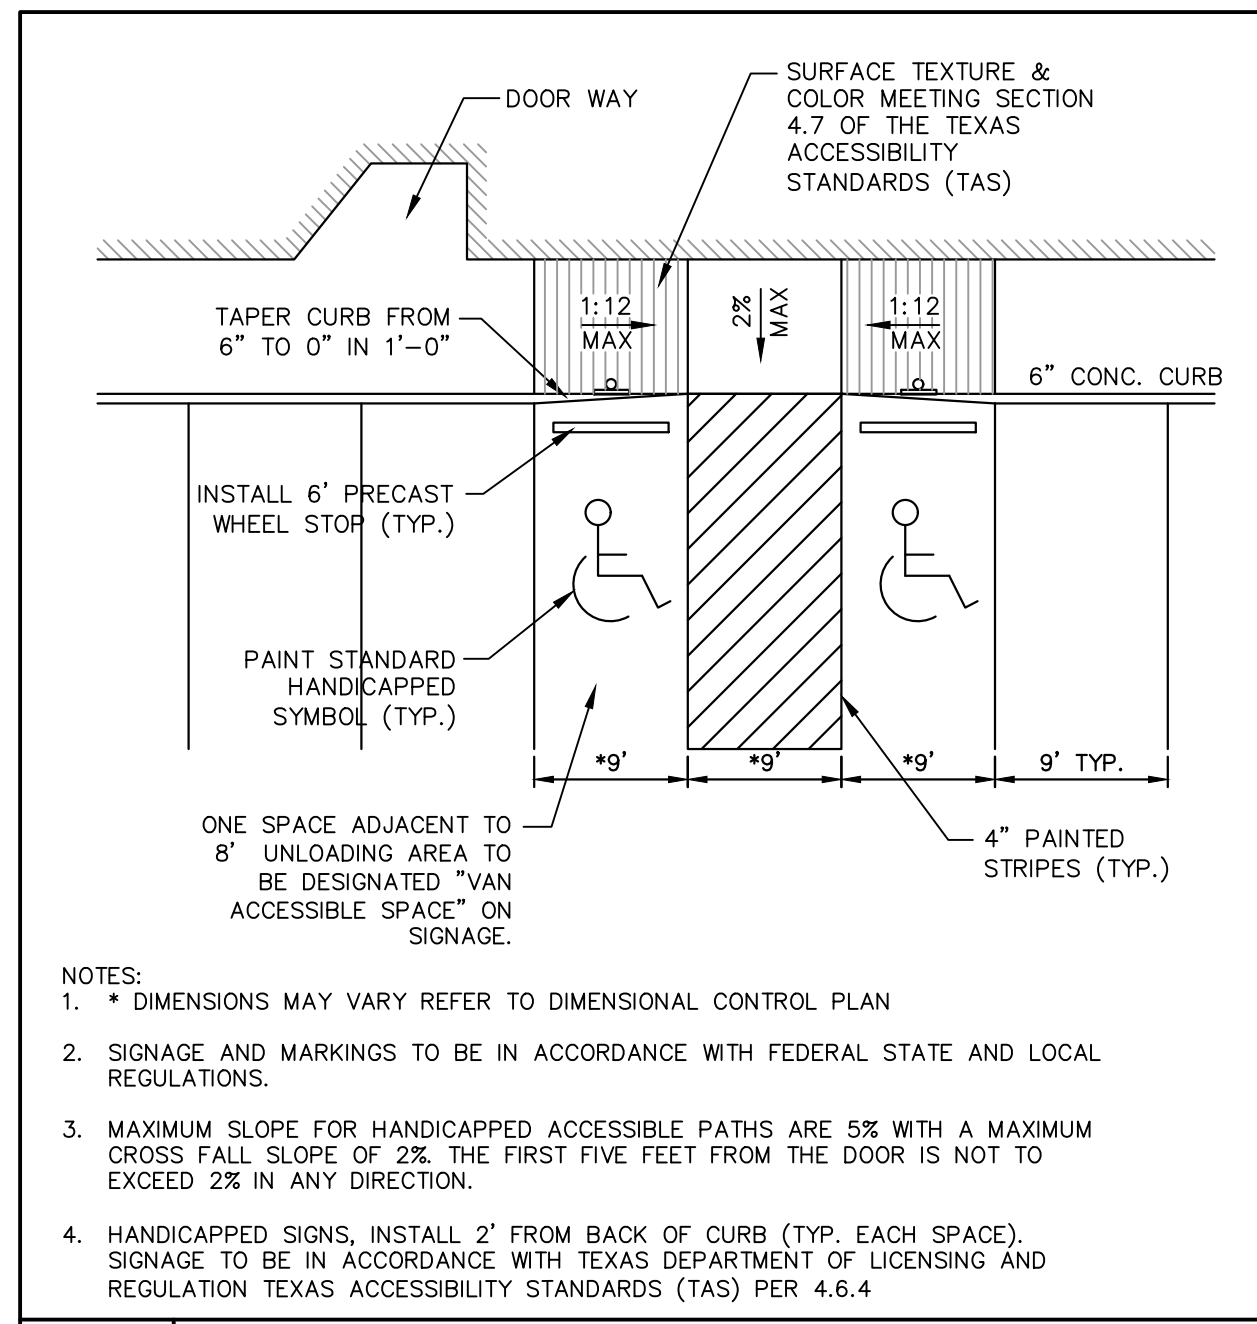 DOOR WAY
SURFACE TEXTURE &
COLOR MEETING SECTION
4.7 OF THE TEXAS
ACCESSIBILITY
STANDARDS (TAS)
TAPER CURB FROM
6" TO 0" IN 1'-0"
1:12
MAX
2%
MAX
1:12
MAX
6" CONC. CURB
INSTALL 6' PRECAST
WHEEL STOP (TYP.)
PAINT STANDARD
HANDICAPPED
SYMBOL (TYP.)
*9'
*9'
*9'
9' TYP.
ONE SPACE ADJACENT TO
8' UNLOADING AREA TO
BE DESIGNATED "VAN
ACCESSIBLE SPACE" ON
SIGNAGE.
4" PAINTED
STRIPES (TYP.)
NOTES:
1. * DIMENSIONS MAY VARY REFER TO DIMENSIONAL CONTROL PLAN
2. SIGNAGE AND MARKINGS TO BE IN ACCORDANCE WITH FEDERAL STATE AND LOCAL
REGULATIONS.
3. MAXIMUM SLOPE FOR HANDICAPPED ACCESSIBLE PATHS ARE 5% WITH A MAXIMUM
CROSS FALL SLOPE OF 2%. THE FIRST FIVE FEET FROM THE DOOR IS NOT TO
EXCEED 2% IN ANY DIRECTION.
4. HANDICAPPED SIGNS, INSTALL 2' FROM BACK OF CURB (TYP. EACH SPACE).
SIGNAGE TO BE IN ACCORDANCE WITH TEXAS DEPARTMENT OF LICENSING AND
REGULATION TEXAS ACCESSIBILITY STANDARDS (TAS) PER 4.6.4